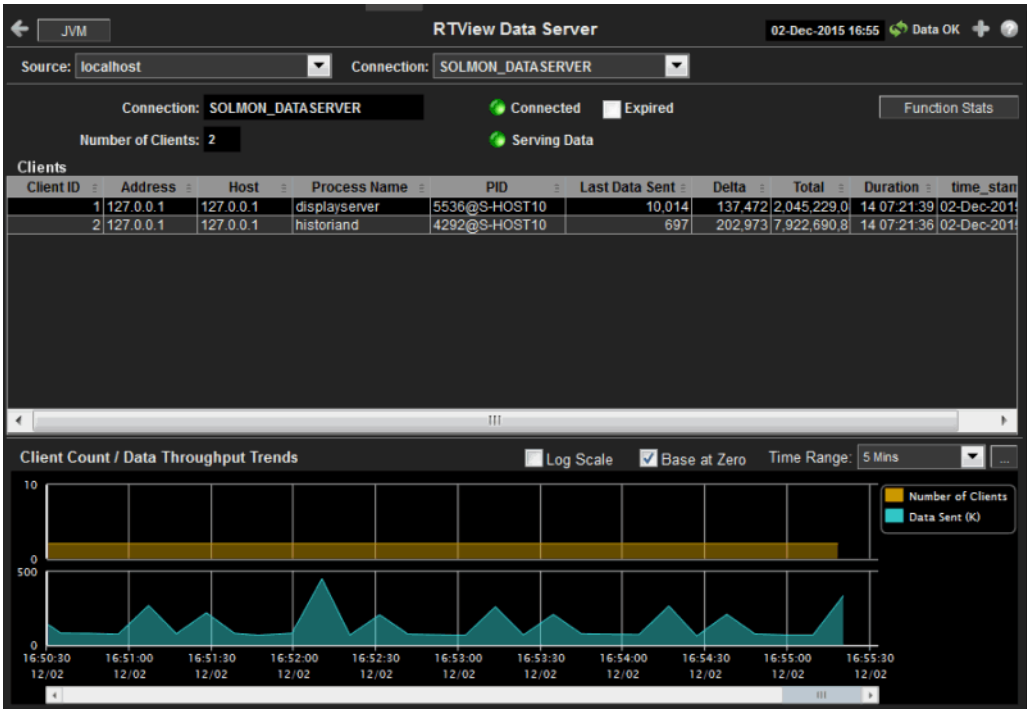 JVM RTView Data Server 02-Dec-2015 16:55 Data OK
Source: localhost Connection: SOLMON_DATASERVER
Connection: SOLMON_DATASERVER Connected Expired Function Stats
Number of Clients: 2 Serving Data
Clients
Client ID Address Host Process Name PID Last Data Sent Delta Total Duration time_stam
1 127.0.0.1 127.0.0.1 displayserver 5536@S-HOST10 10,014 137,472 2,045,229,0 14 07:21:39 02-Dec-201
2 127.0.0.1 127.0.0.1 historiand 4292@S-HOST10 697 202,973 7,922,690,8 14 07:21:36 02-Dec-201
Client Count / Data Throughput Trends Log Scale Base at Zero Time Range: 5 Mins ...
10
Number of Clients
Data Sent (K)
0
500
0
16:50:30 16:51:00 16:51:30 16:52:00 16:52:30 16:53:00 16:53:30 16:54:00 16:54:30 16:55:00 16:55:30
12/02 12/02 12/02 12/02 12/02 12/02 12/02 12/02 12/02 12/02 12/02